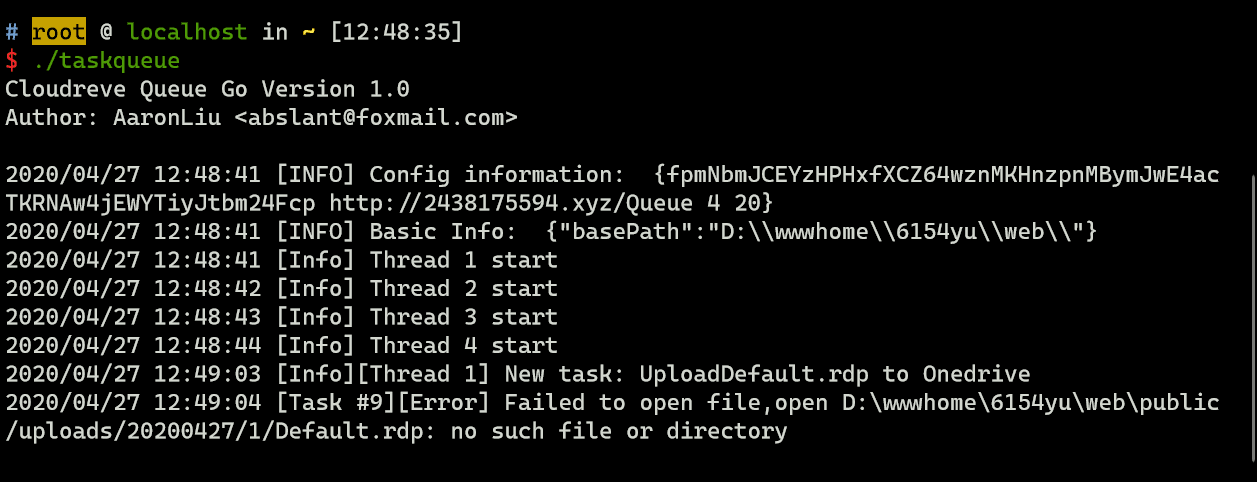 # root @ localhost in ~ [12:48:35]
$ ./taskqueue
Cloudreve Queue Go Version 1.0
Author: AaronLiu <abslant@foxmail.com>
2020/04/27 12:48:41 [INFO] Config information:  {fpmNbmJCEYzHPHxfXCZ64wznMKHnzpnMBymJwE4ac
TKRNAw4jEWYTiyJtbm24Fcp http://2438175594.xyz/Queue 4 20}
2020/04/27 12:48:41 [INFO] Basic Info:  {"basePath":"D:\\wwwhome\\6154yu\\web\\"}
2020/04/27 12:48:41 [Info] Thread 1 start
2020/04/27 12:48:42 [Info] Thread 2 start
2020/04/27 12:48:43 [Info] Thread 3 start
2020/04/27 12:48:44 [Info] Thread 4 start
2020/04/27 12:49:03 [Info][Thread 1] New task: UploadDefault.rdp to Onedrive
2020/04/27 12:49:04 [Task #9][Error] Failed to open file,open D:\wwwhome\6154yu\web\public
/uploads/20200427/1/Default.rdp: no such file or directory